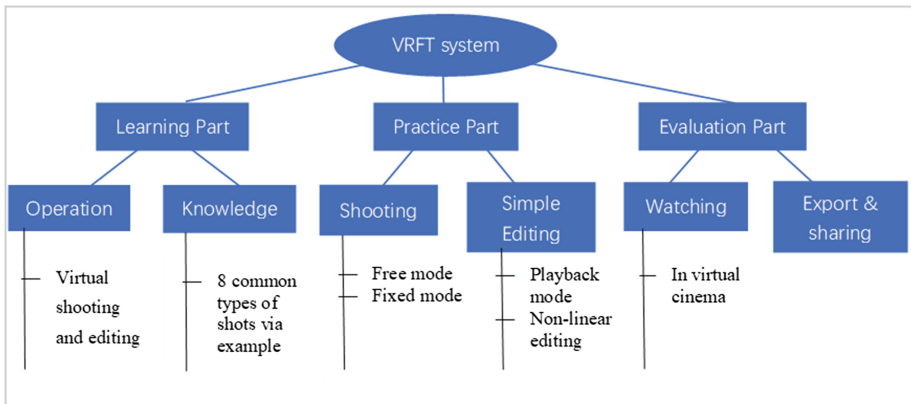 VRFT system
Learning Part
Practice Part
Evaluation Part
Operation
Knowledge
Shooting
Simple
Editing
Watching
Export &
sharing
Virtual
shooting
and editing
8 common
types of
shots via
example
Free mode
Fixed mode
Playback
mode
Non-linear
editing
In virtual
cinema